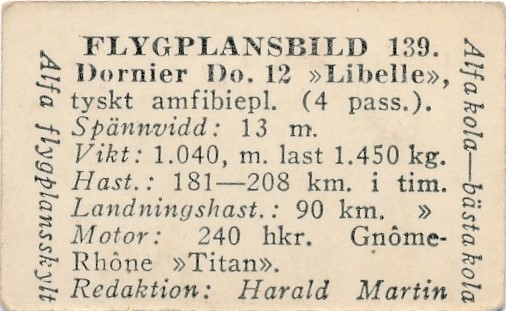 FLYGPLANSBILD 139.
Dornier Do. 12 »Libelle»,
tyskt amfibiepl. (4 pass.).
Spännvidd: 13 m.
Vikt: 1.040, m. last 1.450 kg.
Hast.: 181—208 km. i tim.
Landningshast.: 90 km. »
Motor: 240 hkr. Gnôme-
Rhône »Titan».
Redaktion: Harald Martin
Alfa flygplansskylt
Alfa kola—bästa kola